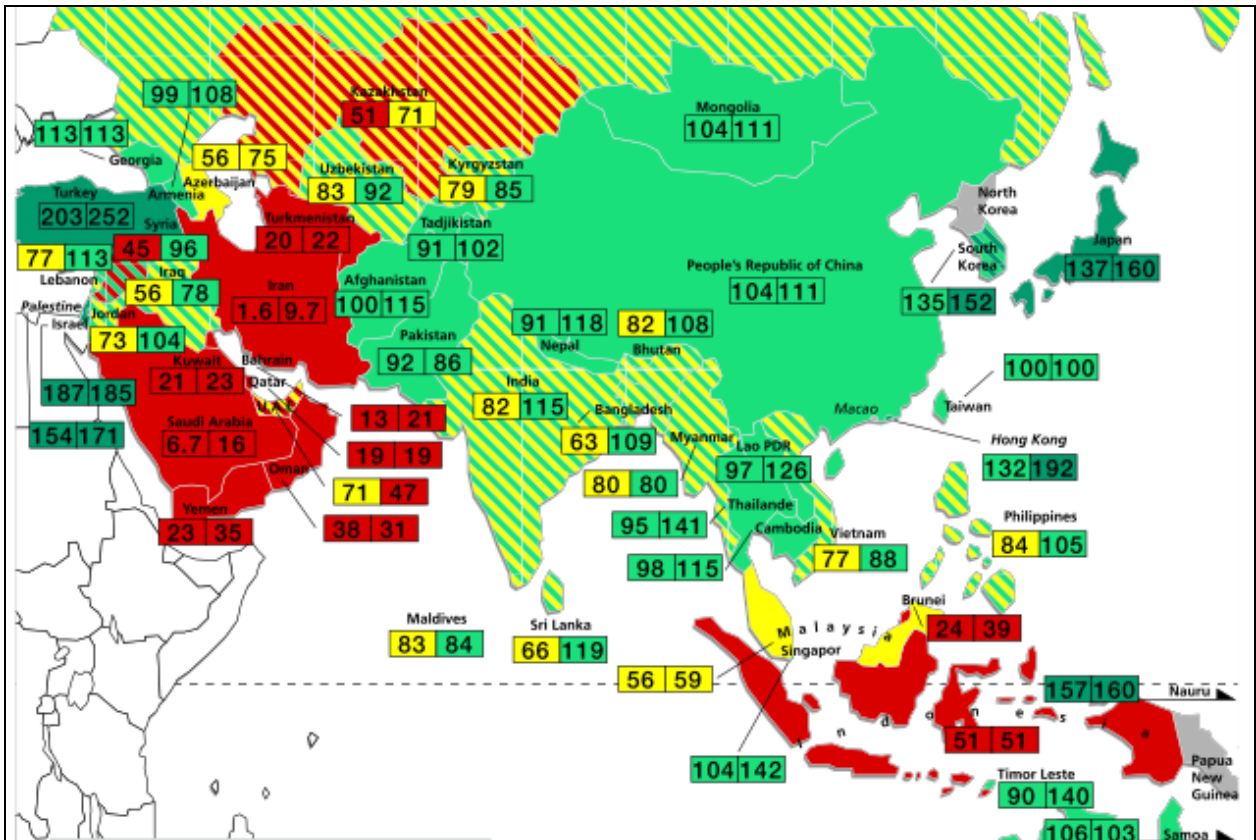 99 108
Kazakhstan
51 71
Mongolia
104 111
113 113
Georgia
56 75
Azerbaijan
Uzbekistan
83 92
Kyrgyzstan
79 85
North
Korea
Turkey
203 252
Armenia
Syria
45 96
Turkmenistan
20 22
Tadjikistan
91 102
South
Korea
Japan
137 160
77 113
Lebanon
Iraq
56 78
Iran
1.6 9.7
Afghanistan
100 115
People's Republic of China
104 111
135 152
Palestine
Israel
Jordan
73 104
Pakistan
92 86
91 118
Nepal
82 108
Bhutan
Kuwait
21 23
Bahrain
Qatar
U.A.E
India
82 115
100 100
Taiwan
187 185
154 171
Saudi Arabia
6.7 16
13 21
19 19
Bangladesh
63 109
Macao
Hong Kong
132 192
Oman
71 47
Myanmar
80 80
Lao PDR
97 126
Yemen
23 35
38 31
95 141
Thailande
Cambodia
98 115
Vietnam
77 88
Philippines
84 105
Maldives
83 84
Sri Lanka
66 119
Brunei
24 39
Malaysia
Singapor
56 59
157 160
Nauru
Indonesia
51 51
104 142
Papua
New
Guinea
Timor Leste
90 140
106 103
Samoa